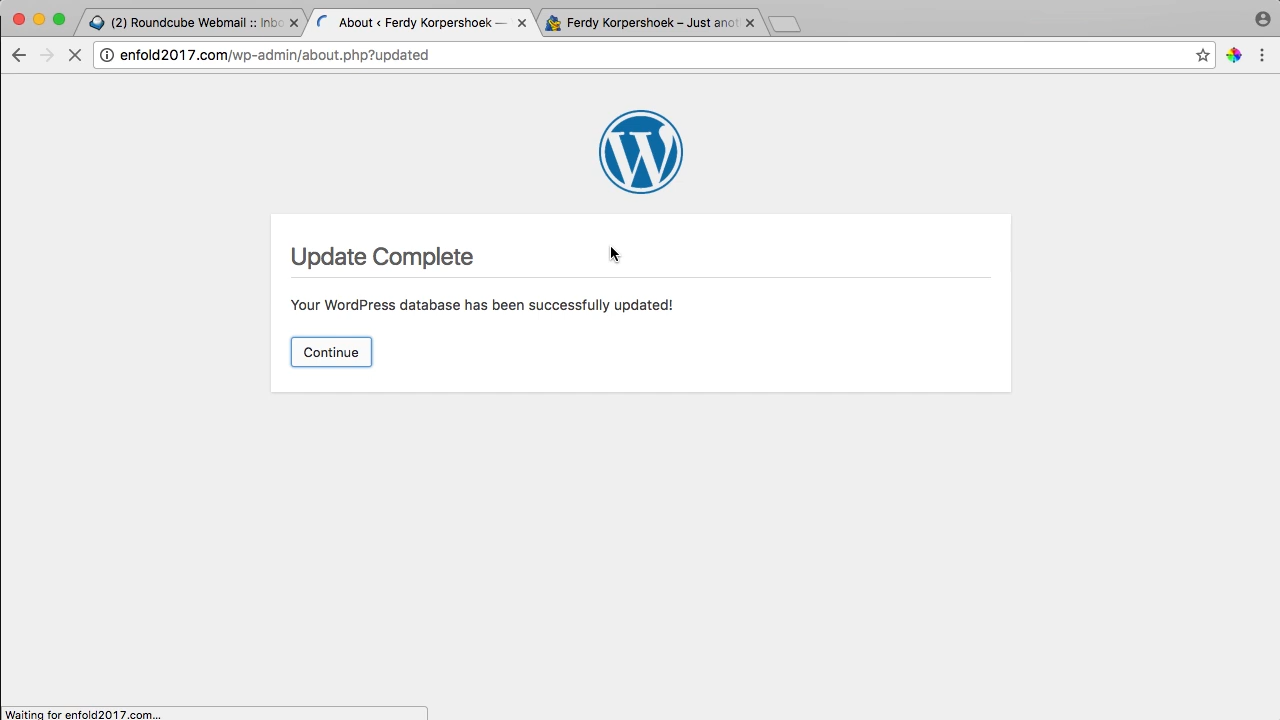 (2) Roundcube Webmail :: Inbo
About ‹ Ferdy Korpershoek —
Ferdy Korpershoek – Just anot
enfold2017.com/wp-admin/about.php?updated
Update Complete
Your WordPress database has been successfully updated!
Continue
Waiting for enfold2017.com...